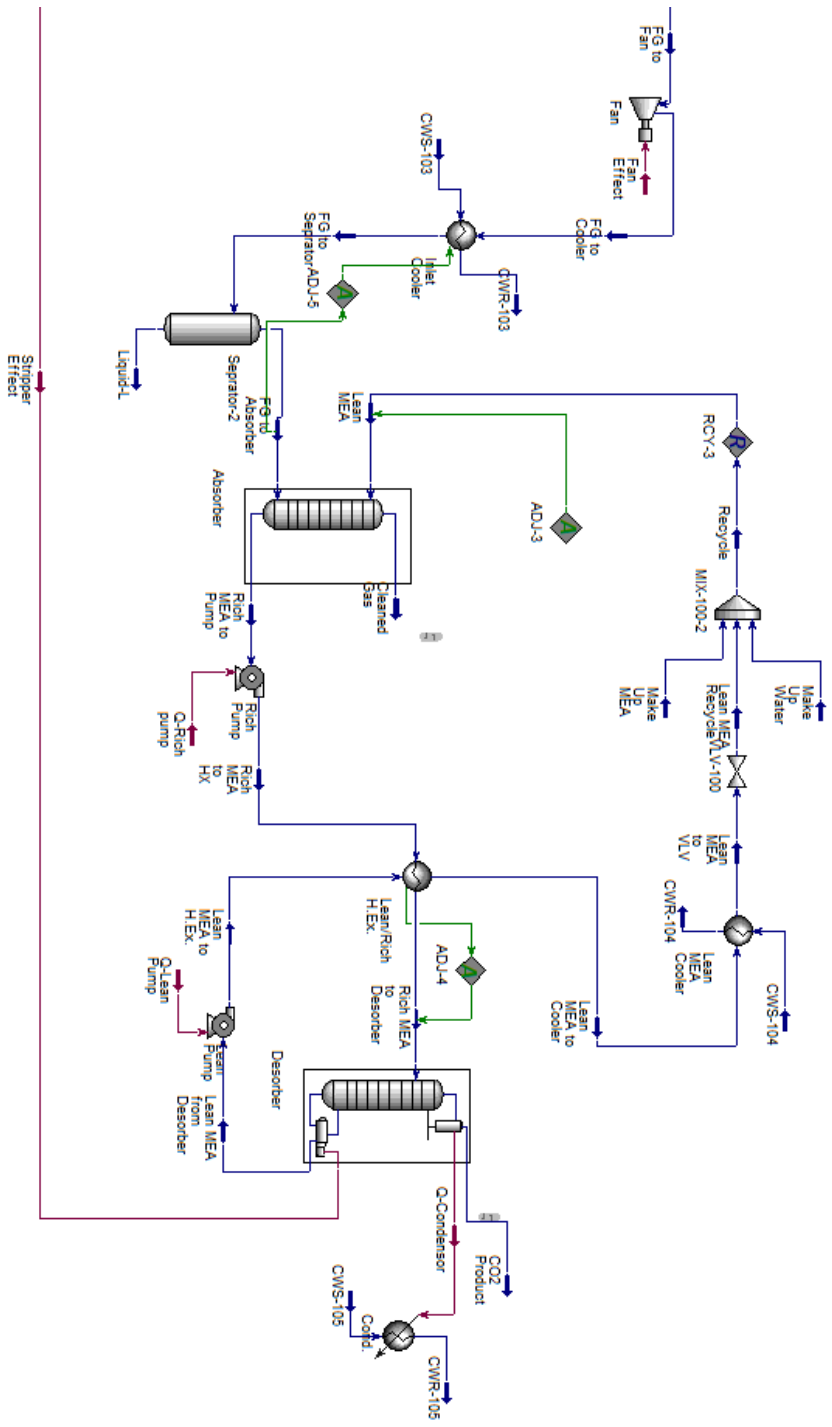 FG to
Fan
Fan
Fan
Effect
CWS-103
FG to
Cooler
FG to
Seprator
ADJ-5
Inlet
Cooler
CWR-103
Stripper
Effect
Liquid-L
Seprator-2
FG to
Absorber
Lean
MEA
RCY-3
Absorber
ADJ-3
Recycle
MIX-100-2
Rich
MEA to
Pump
Cleaned
Gas
Make
Up
MEA
Make
Up
Water
Q-Rich
pump
Rich
Pump
Rich
MEA
to
HX
Lean MEA
Recycle
VLV-100
Lean
MEA
to
VLV
Lean
MEA to
H.Ex.
Lean/Rich
H.Ex.
ADJ-4
CWR-104
Lean
MEA
Cooler
CWS-104
Q-Lean
Pump
Lean
Pump
Rich MEA
to
Desorber
Lean
MEA to
Cooler
Desorber
Lean MEA
from
Desorber
Q-Condensor
CO2
Product
CWS-105
Cond.
CWR-105
A
A
A
R